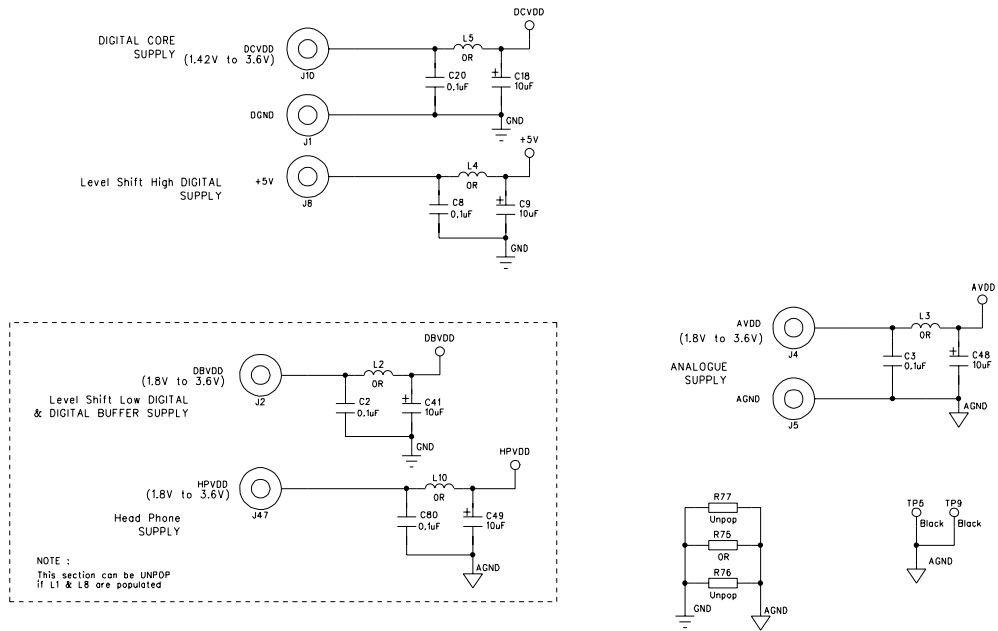 DCVDD
DIGITAL CORE
SUPPLY
DCVDD
(1.42V to 3.6V)
J10
L5
0R
C20
0.1uF
C18
10uF
DGND
J1
GND
+5V
Level Shift High DIGITAL
SUPPLY
+5V
J8
L4
0R
C8
0.1uF
C9
10uF
GND
DBVDD
DBVDD
(1.8V to 3.6V)
J2
L2
0R
Level Shift Low DIGITAL
& DIGITAL BUFFER SUPPLY
C2
0.1uF
C41
10uF
GND
HPVDD
HPVDD
(1.8V to 3.6V)
J47
L10
0R
Head Phone
SUPPLY
C80
0.1uF
C49
10uF
AGND
NOTE :
This section can be UNPOP
if L1 & L8 are populated
AVDD
AVDD
(1.8V to 3.6V)
J4
L3
0R
ANALOGUE
SUPPLY
C3
0.1uF
C48
10uF
AGND
J5
AGND
R77
Unpop
R75
0R
R76
Unpop
GND
AGND
TP5
Black
TP9
Black
AGND